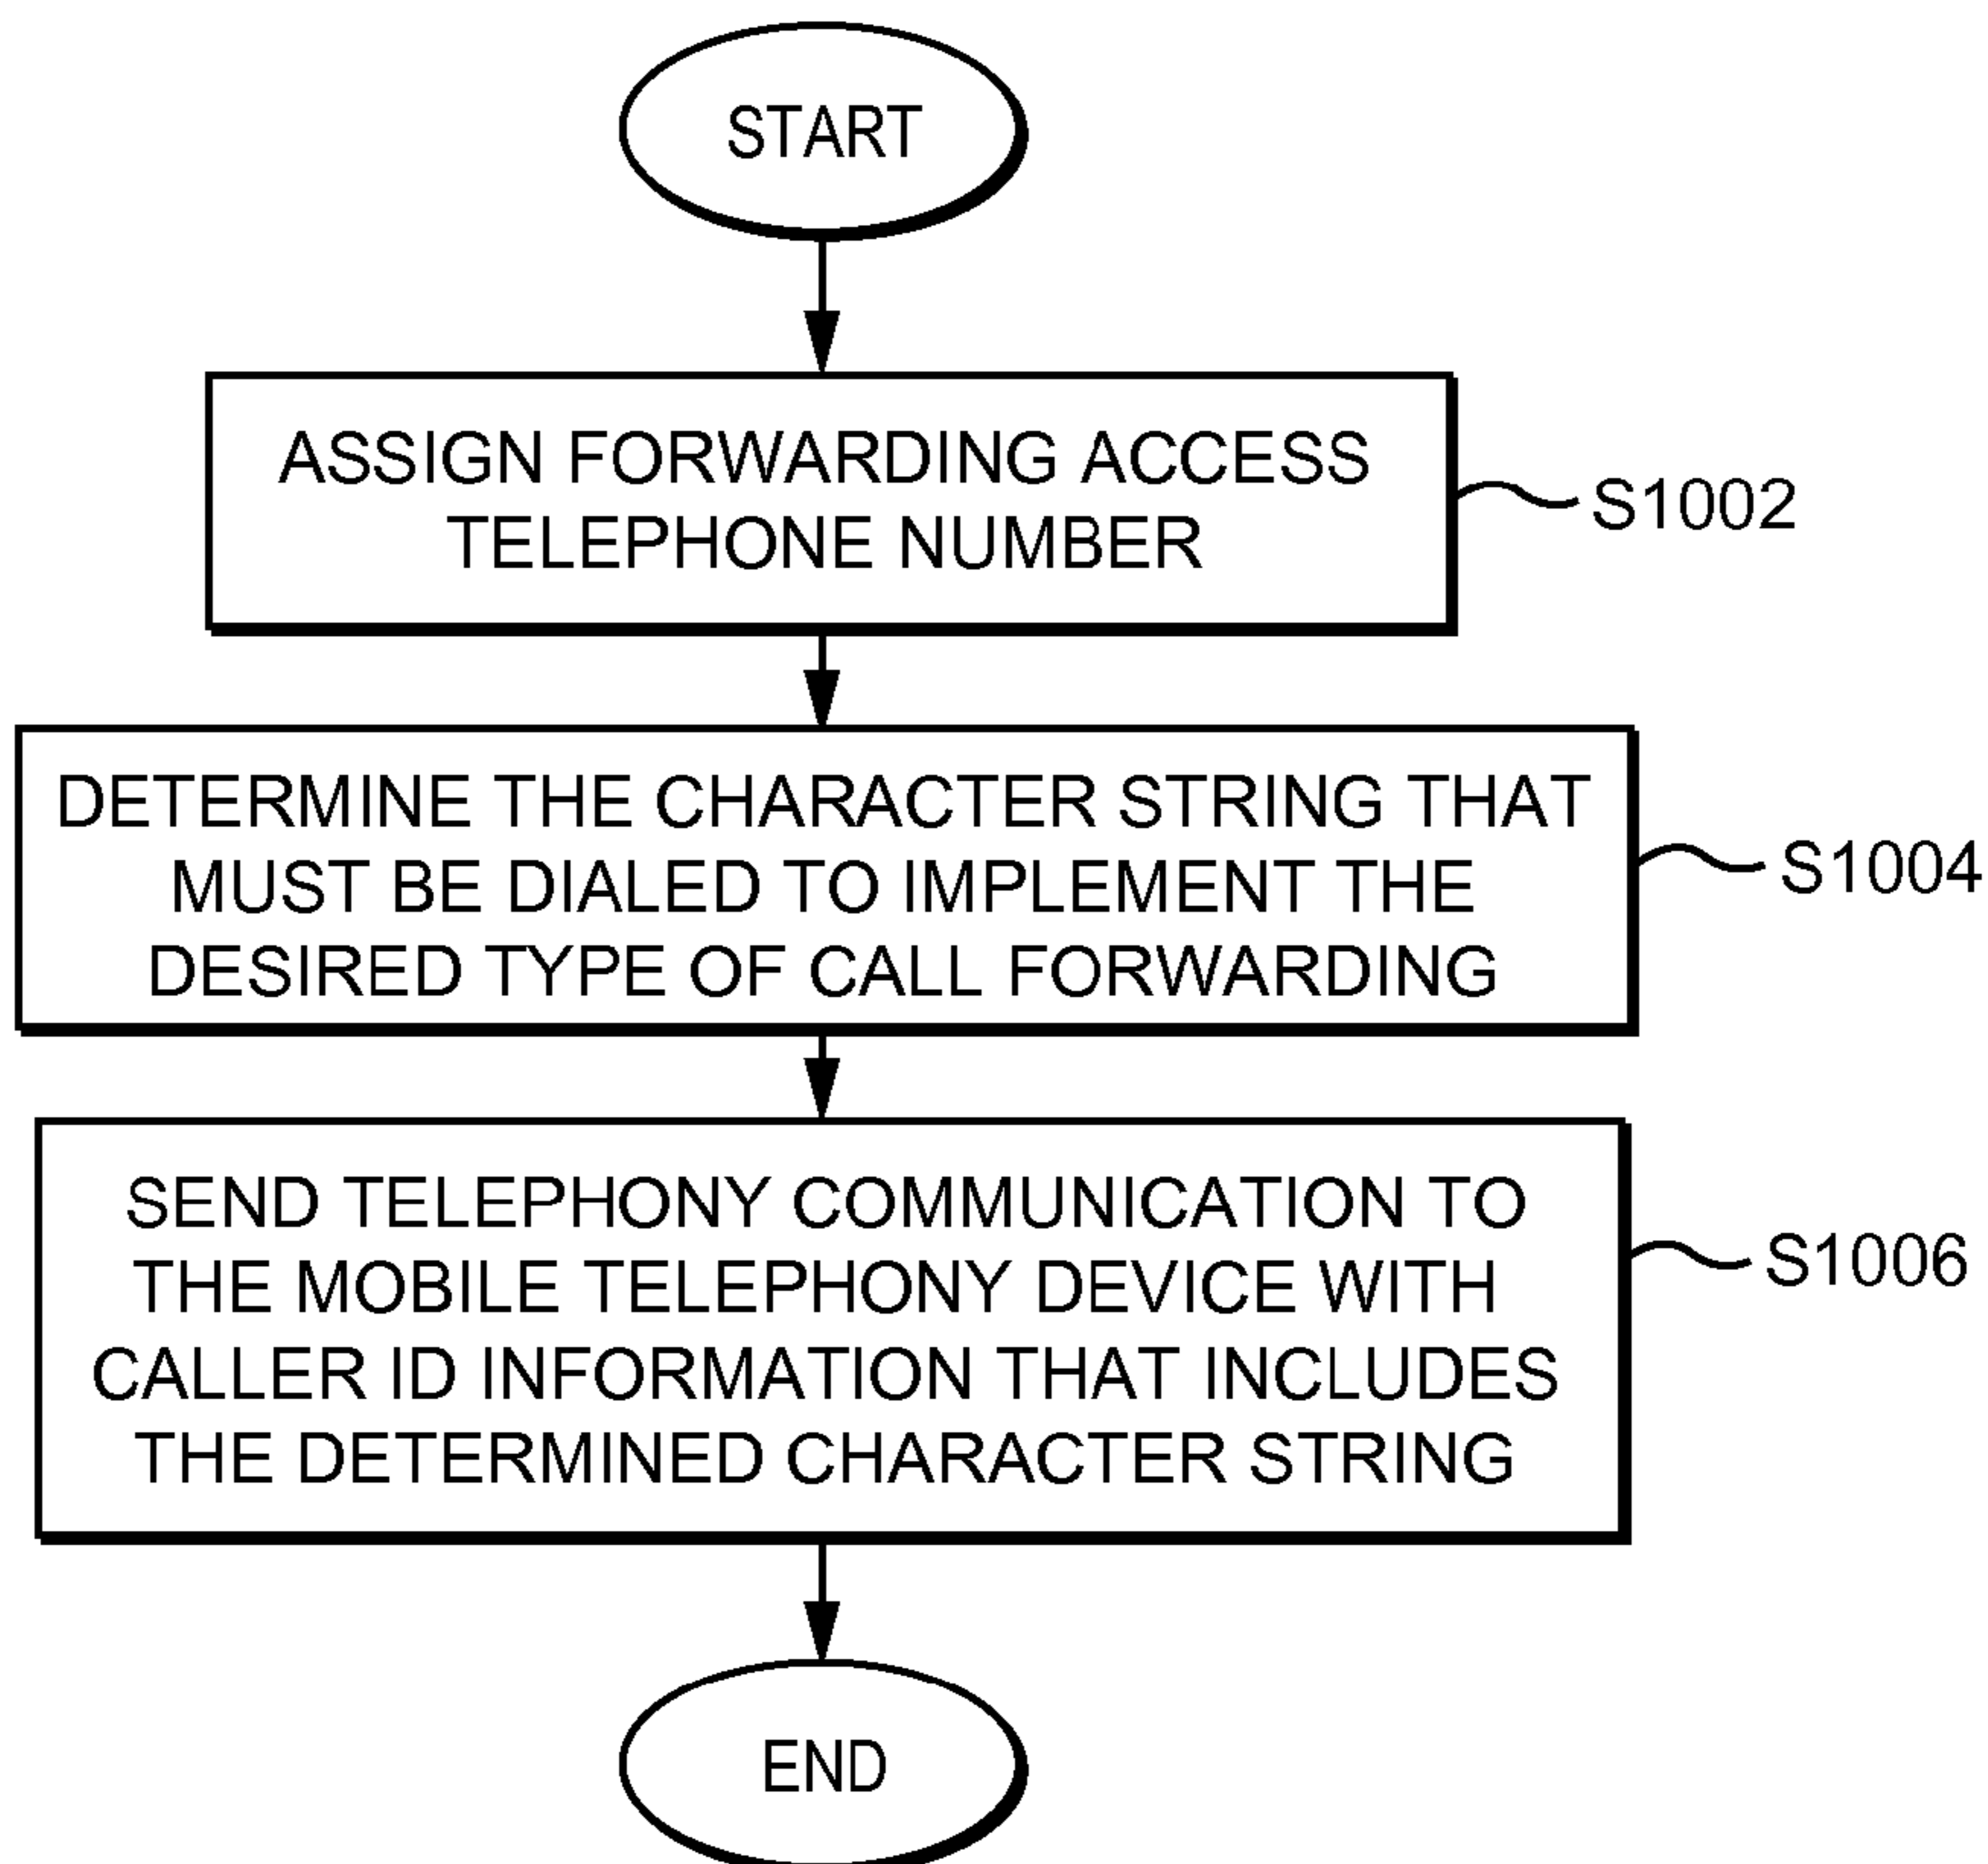 START
ASSIGN FORWARDING ACCESS
TELEPHONE NUMBER
S1002
DETERMINE THE CHARACTER STRING THAT
MUST BE DIALED TO IMPLEMENT THE
DESIRED TYPE OF CALL FORWARDING
S1004
SEND TELEPHONY COMMUNICATION TO
THE MOBILE TELEPHONY DEVICE WITH
CALLER ID INFORMATION THAT INCLUDES
THE DETERMINED CHARACTER STRING
S1006
END